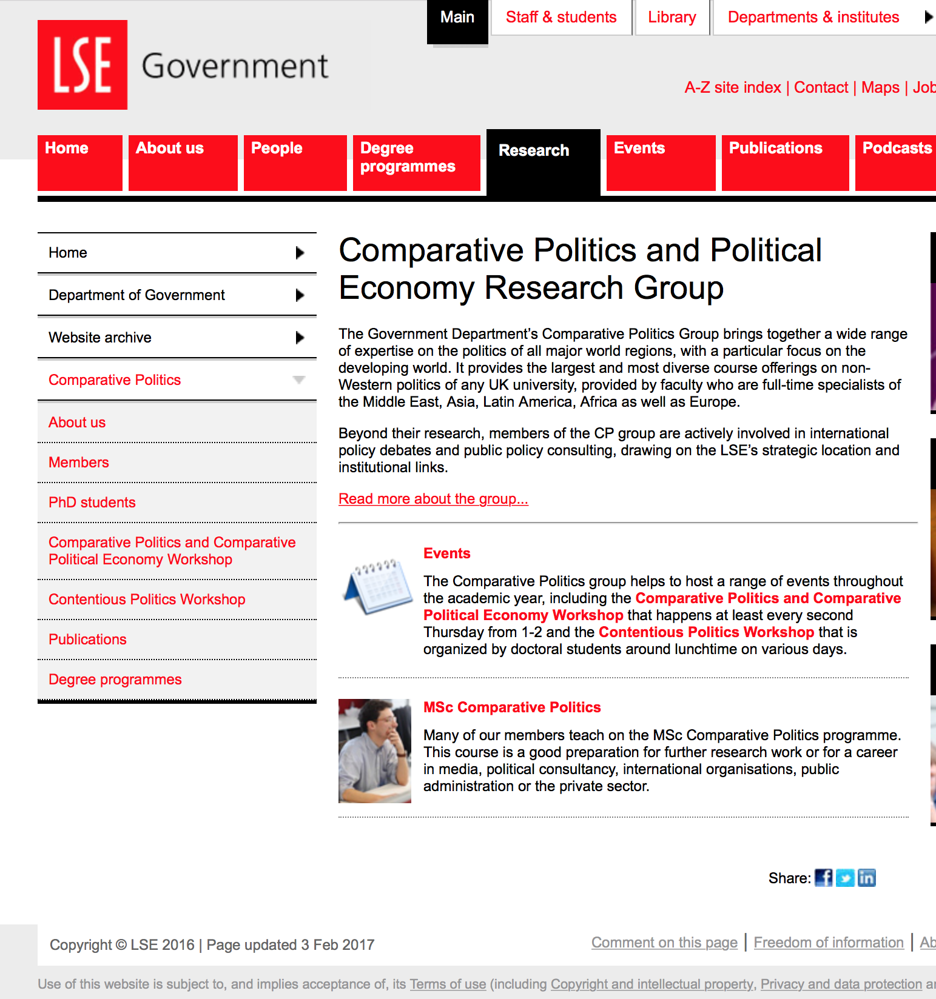 Main
Staff & students
Library
Departments & institutes
LSE
Government
A-Z site index | Contact | Maps |
Home
About us
People
Degree
programmes
Research
Events
Publications
Podcasts
Home
Department of Government
Website archive
Comparative Politics
About us
Members
PhD students
Comparative Politics and Comparative
Political Economy Workshop
Contentious Politics Workshop
Publications
Degree programmes
Comparative Politics and Political
Economy Research Group
The Government Department’s Comparative Politics Group brings together a wide range
of expertise on the politics of all major world regions, with a particular focus on the
developing world. It provides the largest and most diverse course offerings on non-
Western politics of any UK university, provided by faculty who are full-time specialists of
the Middle East, Asia, Latin America, Africa as well as Europe.
Beyond their research, members of the CP group are actively involved in international
policy debates and public policy consulting, drawing on the LSE’s strategic location and
institutional links.
Read more about the group...
Events
The Comparative Politics group helps to host a range of events throughout
the academic year, including the Comparative Politics and Comparative
Political Economy Workshop that happens at least every second
Thursday from 1-2 and the Contentious Politics Workshop that is
organized by doctoral students around lunchtime on various days.
MSc Comparative Politics
Many of our members teach on the MSc Comparative Politics programme.
This course is a good preparation for further research work or for a career
in media, political consultancy, international organisations, public
administration or the private sector.
Share:
Copyright © LSE 2016 | Page updated 3 Feb 2017
Comment on this page | Freedom of information |
Use of this website is subject to, and implies acceptance of, its Terms of use (including Copyright and intellectual property, Privacy and data protection